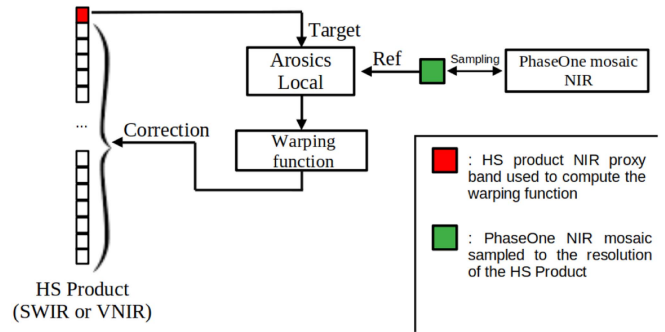 Target
Arosics
Local
Ref
Sampling
PhaseOne mosaic
NIR
...
Correction
Warping
function
HS Product
(SWIR or VNIR)
: HS product NIR proxy
band used to compute the
warping function
: PhaseOne NIR mosaic
sampled to the resolution
of the HS Product